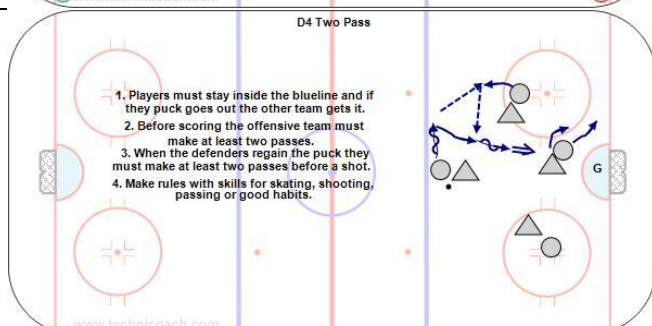 D4 Two Pass
1. Players must stay inside the blueline and if
they puck goes out the other team gets it.
2. Before scoring the offensive team must
make at least two passes.
3. When the defenders regain the puck they
must make at least two passes before a shot.
4. Make rules with skills for skating, shooting,
passing or good habits.
G
www.technicoach.com